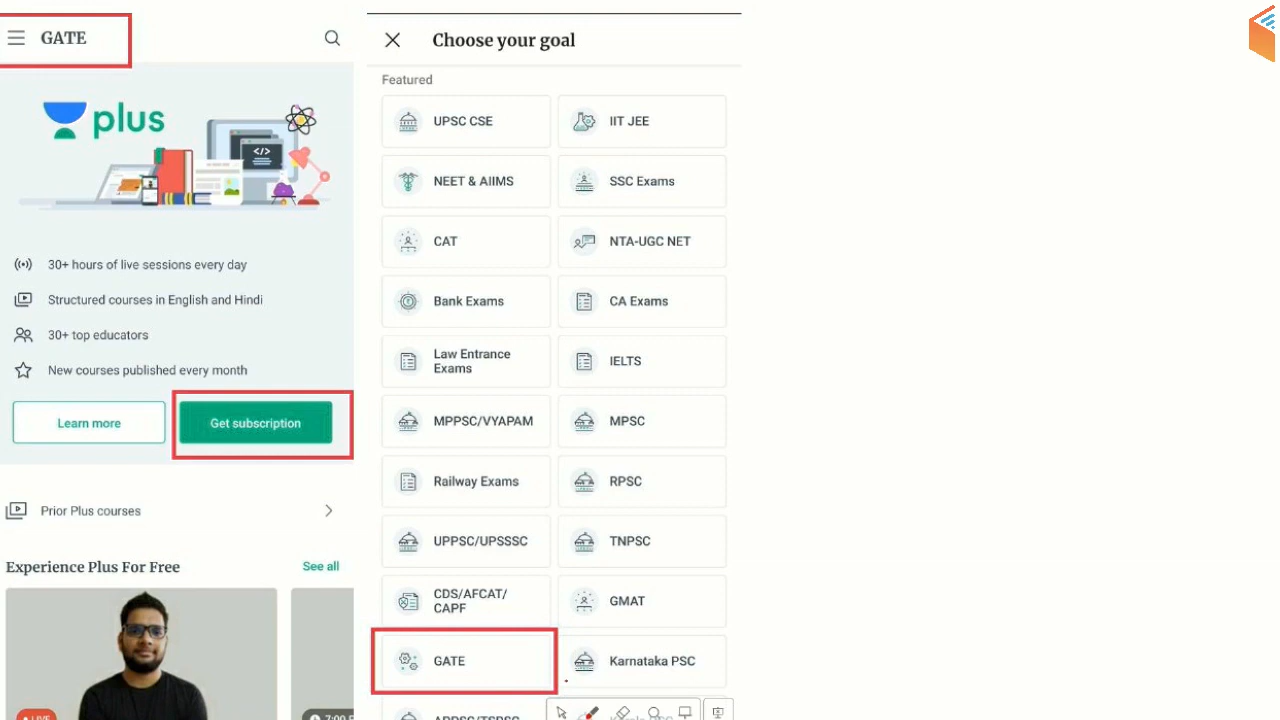 GATE
plus
</>
30+ hours of live sessions every day
Structured courses in English and Hindi
30+ top educators
New courses published every month
Learn more
Get subscription
Prior Plus courses
Experience Plus For Free
See all
LIVE
Choose your goal
Featured
UPSC CSE
IIT JEE
NEET & AIIMS
SSC Exams
CAT
NTA-UGC NET
Bank Exams
CA Exams
Law Entrance
Exams
IELTS
MPPSC/VYAPAM
MPSC
Railway Exams
RPSC
UPPSC/UPSSSC
TNPSC
CDS/AFCAT/
CAPF
GMAT
GATE
Karnataka PSC
APPSC/TSPSC